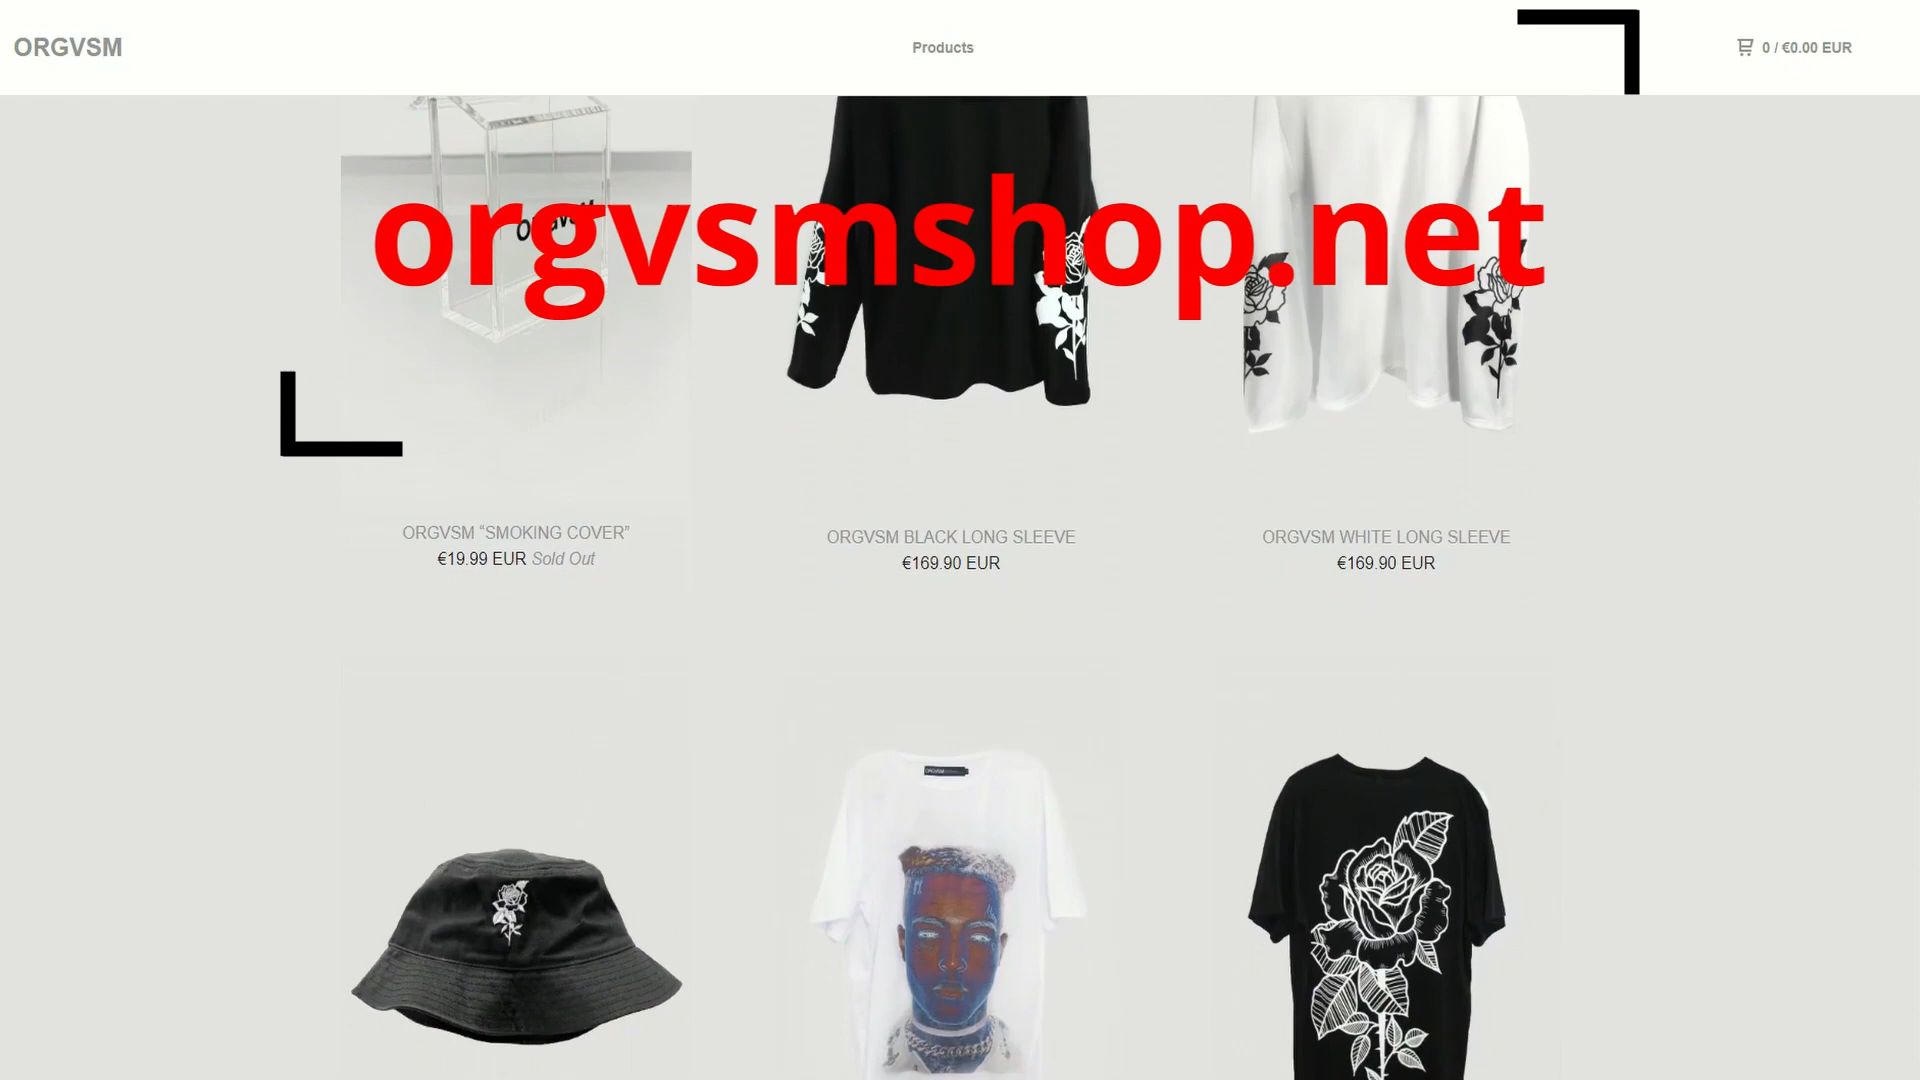 ORGVSM
Products
0 / €0.00 EUR
orgvsmshop.net
ORGVSM “SMOKING COVER”
€19.99 EUR Sold Out
ORGVSM BLACK LONG SLEEVE
€169.90 EUR
ORGVSM WHITE LONG SLEEVE
€169.90 EUR